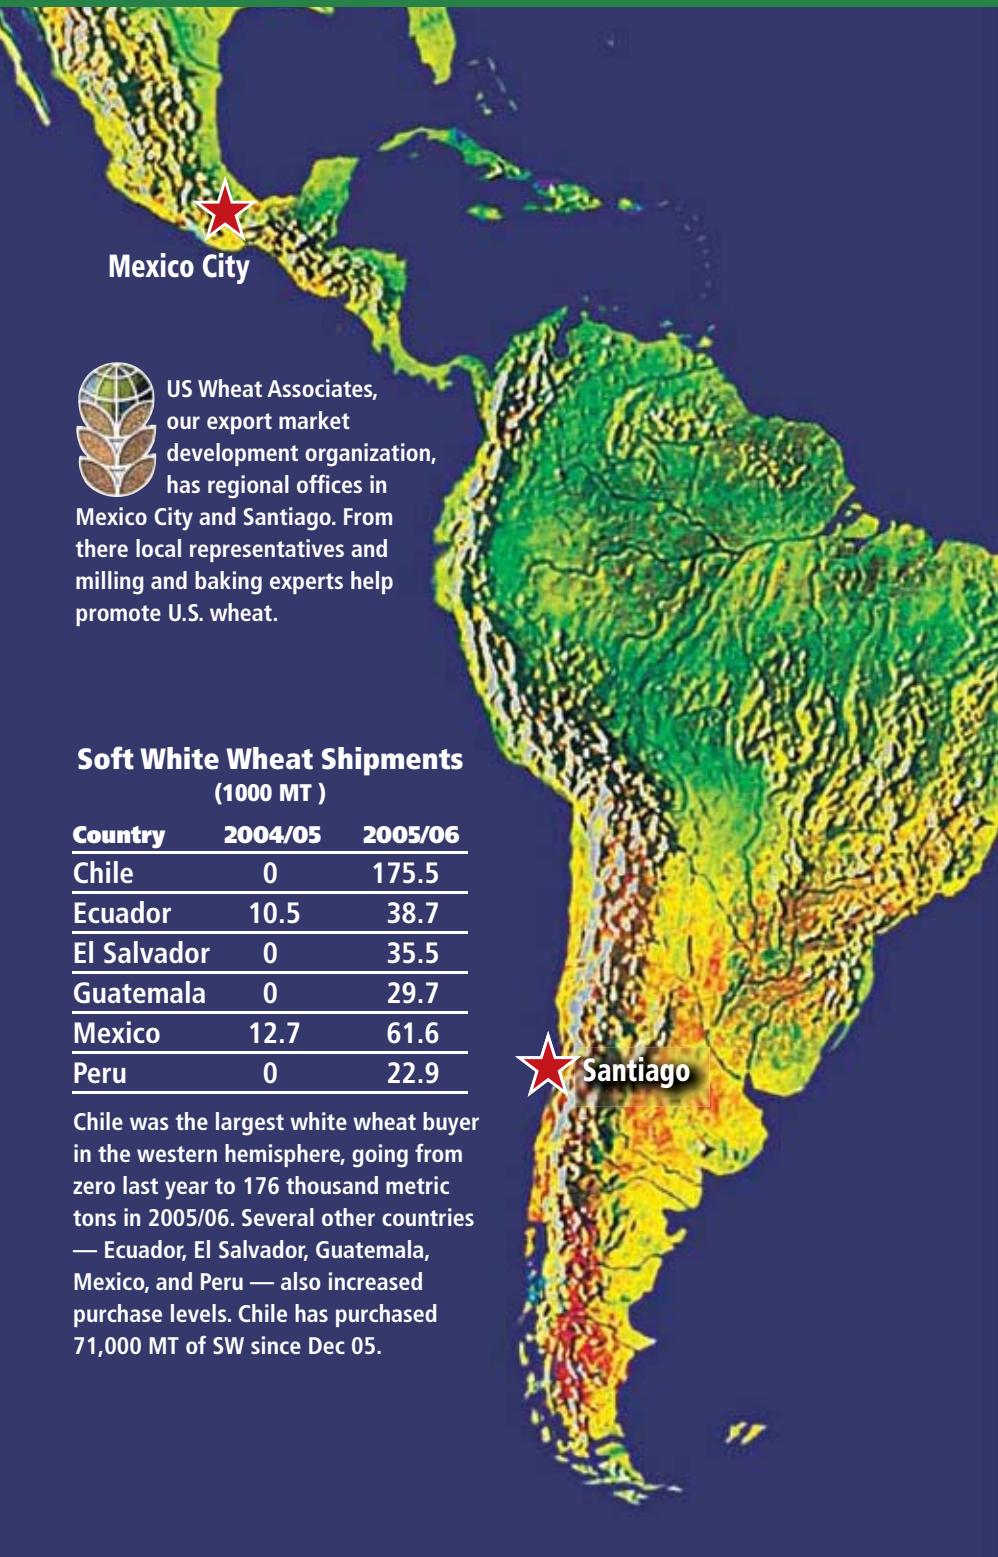 Mexico City
US Wheat Associates,
our export market
development organization,
has regional offices in
Mexico City and Santiago. From
there local representatives and
milling and baking experts help
promote U.S. wheat.
Soft White Wheat Shipments
(1000 MT )
Country 2004/05 2005/06
Chile 0 175.5
Ecuador 10.5 38.7
El Salvador 0 35.5
Guatemala 0 29.7
Mexico 12.7 61.6
Peru 0 22.9
Santiago
Chile was the largest white wheat buyer
in the western hemisphere, going from
zero last year to 176 thousand metric
tons in 2005/06. Several other countries
— Ecuador, El Salvador, Guatemala,
Mexico, and Peru — also increased
purchase levels. Chile has purchased
71,000 MT of SW since Dec 05.